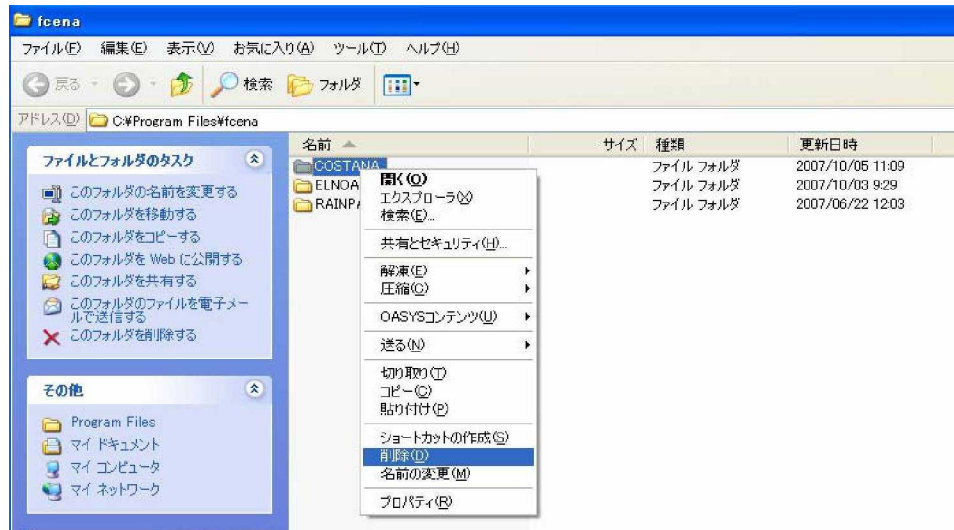 fcena
ファイル(F) 編集(E) 表示(V) お気に入り(A) ツール(T) ヘルプ(H)
戻る 検索 フォルダ
アドレス(D) C:¥Program Files¥fcena
ファイルとフォルダのタスク
このフォルダの名前を変更する
このフォルダを移動する
このフォルダをコピーする
このフォルダを Web に公開する
このフォルダを共有する
このフォルダのファイルを電子メー
ルで送信する
このフォルダを削除する
その他
Program Files
マイ ドキュメント
マイ コンピュータ
マイ ネットワーク
名前 サイズ 種類 更新日時
COSTANA ファイル フォルダ 2007/10/05 11:09
ELNOA ファイル フォルダ 2007/10/03 9:29
RAINP ファイル フォルダ 2007/06/22 12:03
開く(O)
エクスプローラ(X)
検索(E)...
共有とセキュリティ(H)...
解凍(E)
圧縮(C)
OASYSコンテンツ(U)
送る(N)
切り取り(T)
コピー(C)
貼り付け(P)
ショートカットの作成(S)
削除(D)
名前の変更(M)
プロパティ(R)